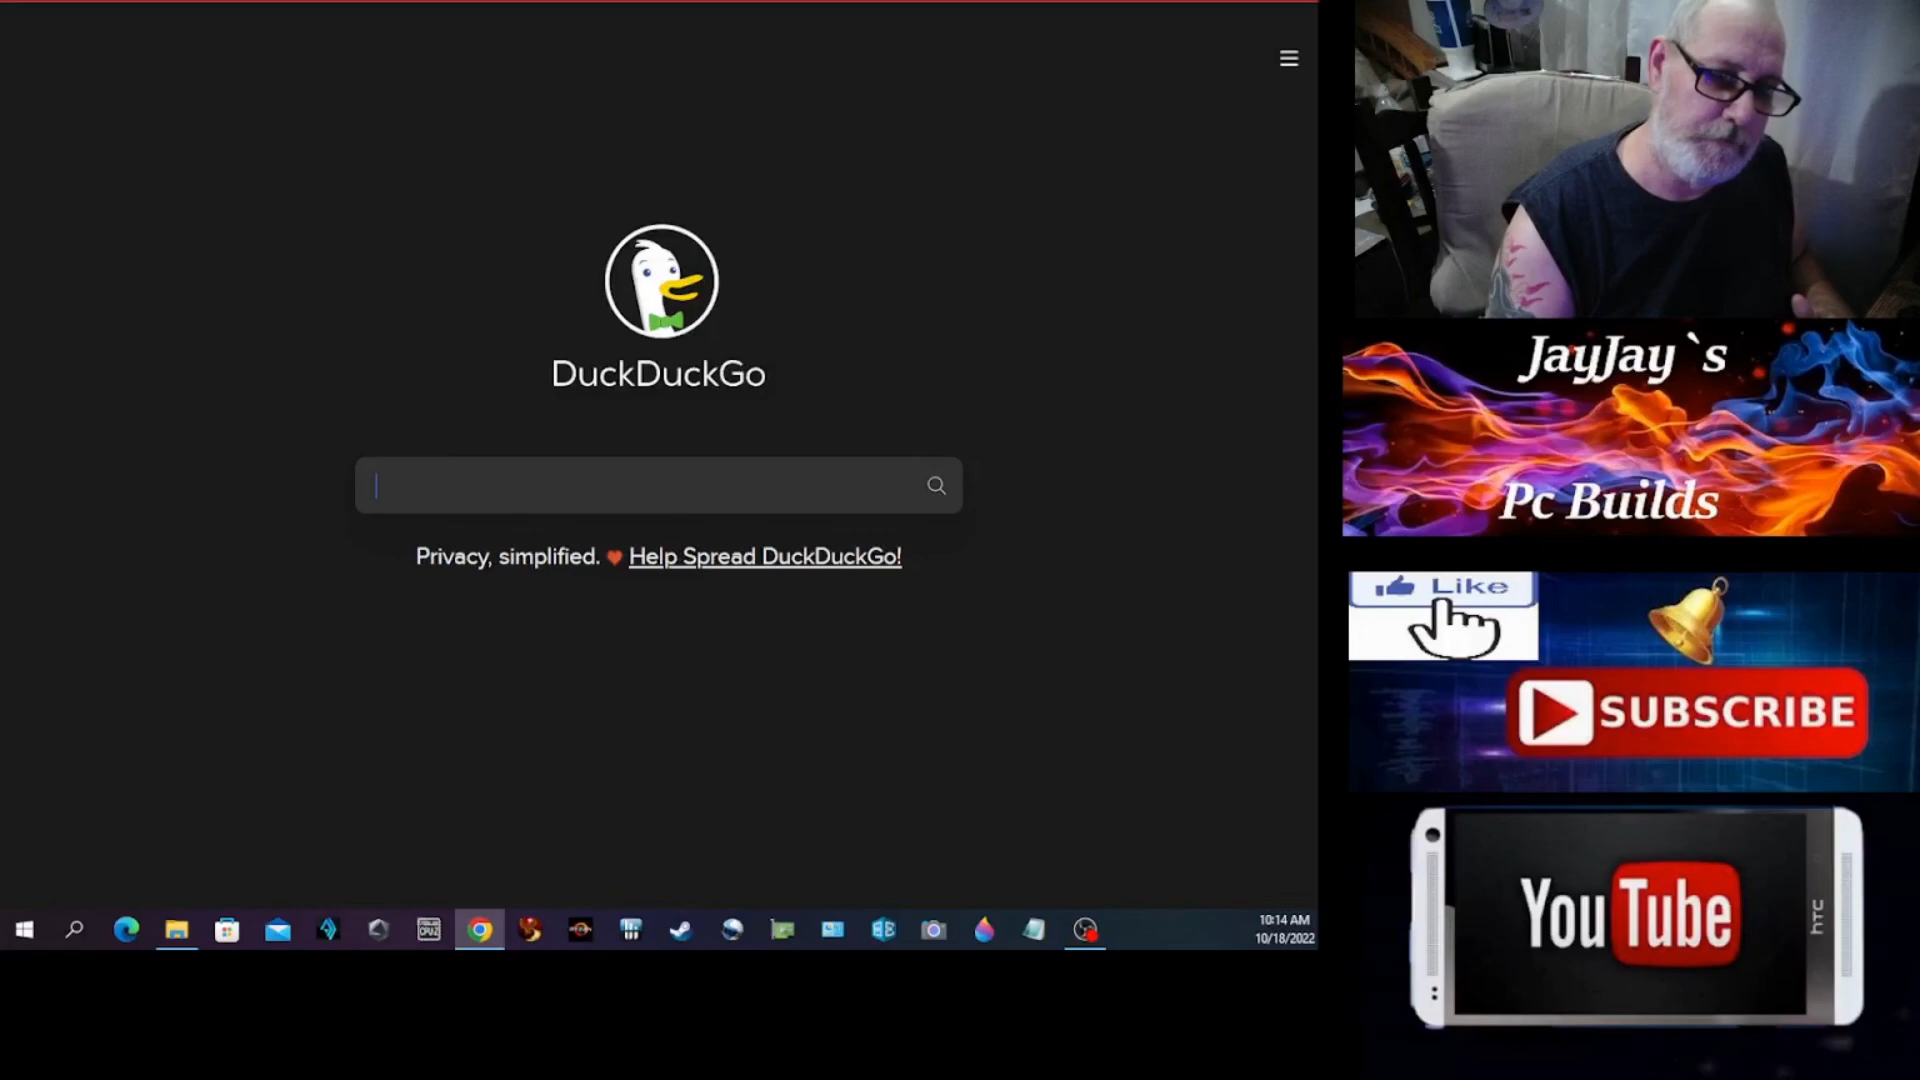 DuckDuckGo
Privacy, simplified. Help Spread DuckDuckGo!
10:14 AM
10/18/2022
JayJay`s
Pc Builds
Like
SUBSCRIBE
YouTube
hTC